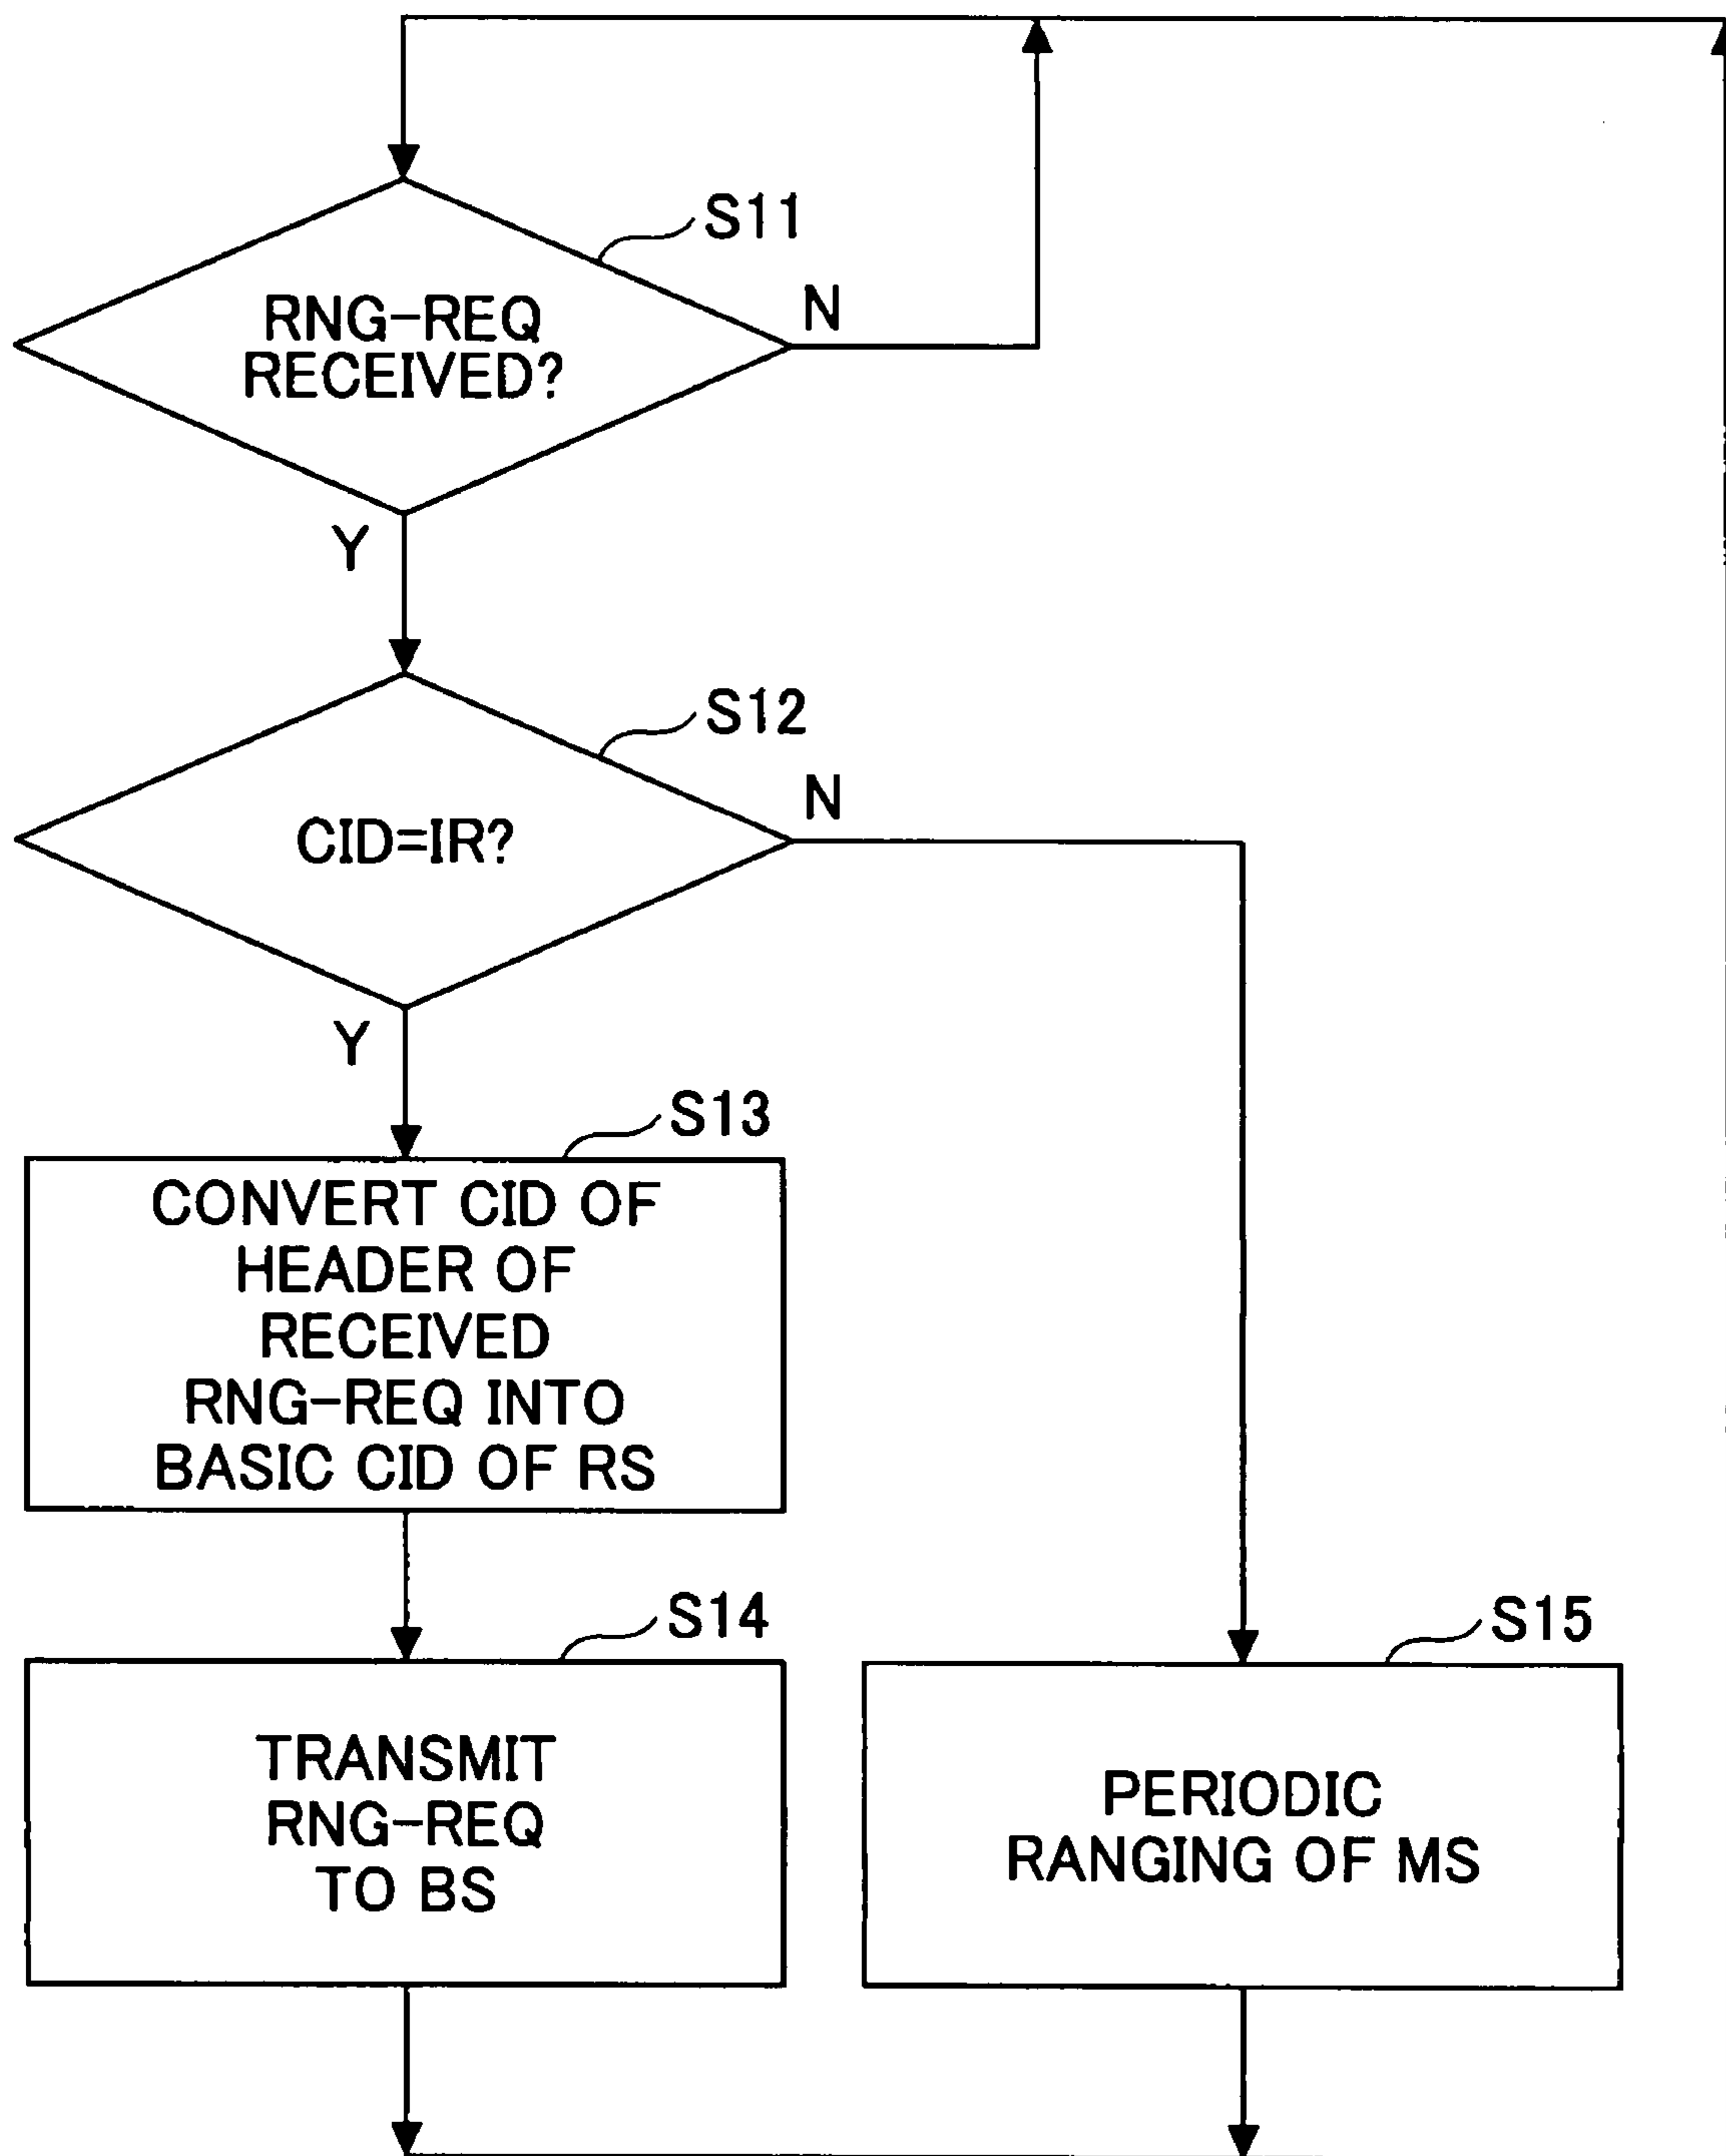 S11
RNG-REQ
RECEIVED?
N
Y
S12
CID=IR?
N
Y
S13
CONVERT CID OF
HEADER OF
RECEIVED
RNG-REQ INTO
BASIC CID OF RS
S14
TRANSMIT
RNG-REQ
TO BS
S15
PERIODIC
RANGING OF MS